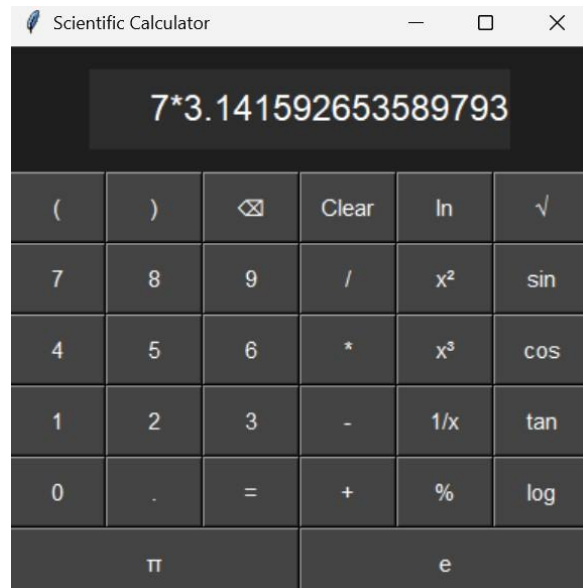 Scientific Calculator
7*3.141592653589793
( ) ⌫ Clear ln √
7 8 9 / x² sin
4 5 6 * x³ cos
1 2 3 - 1/x tan
0 . = + % log
π e